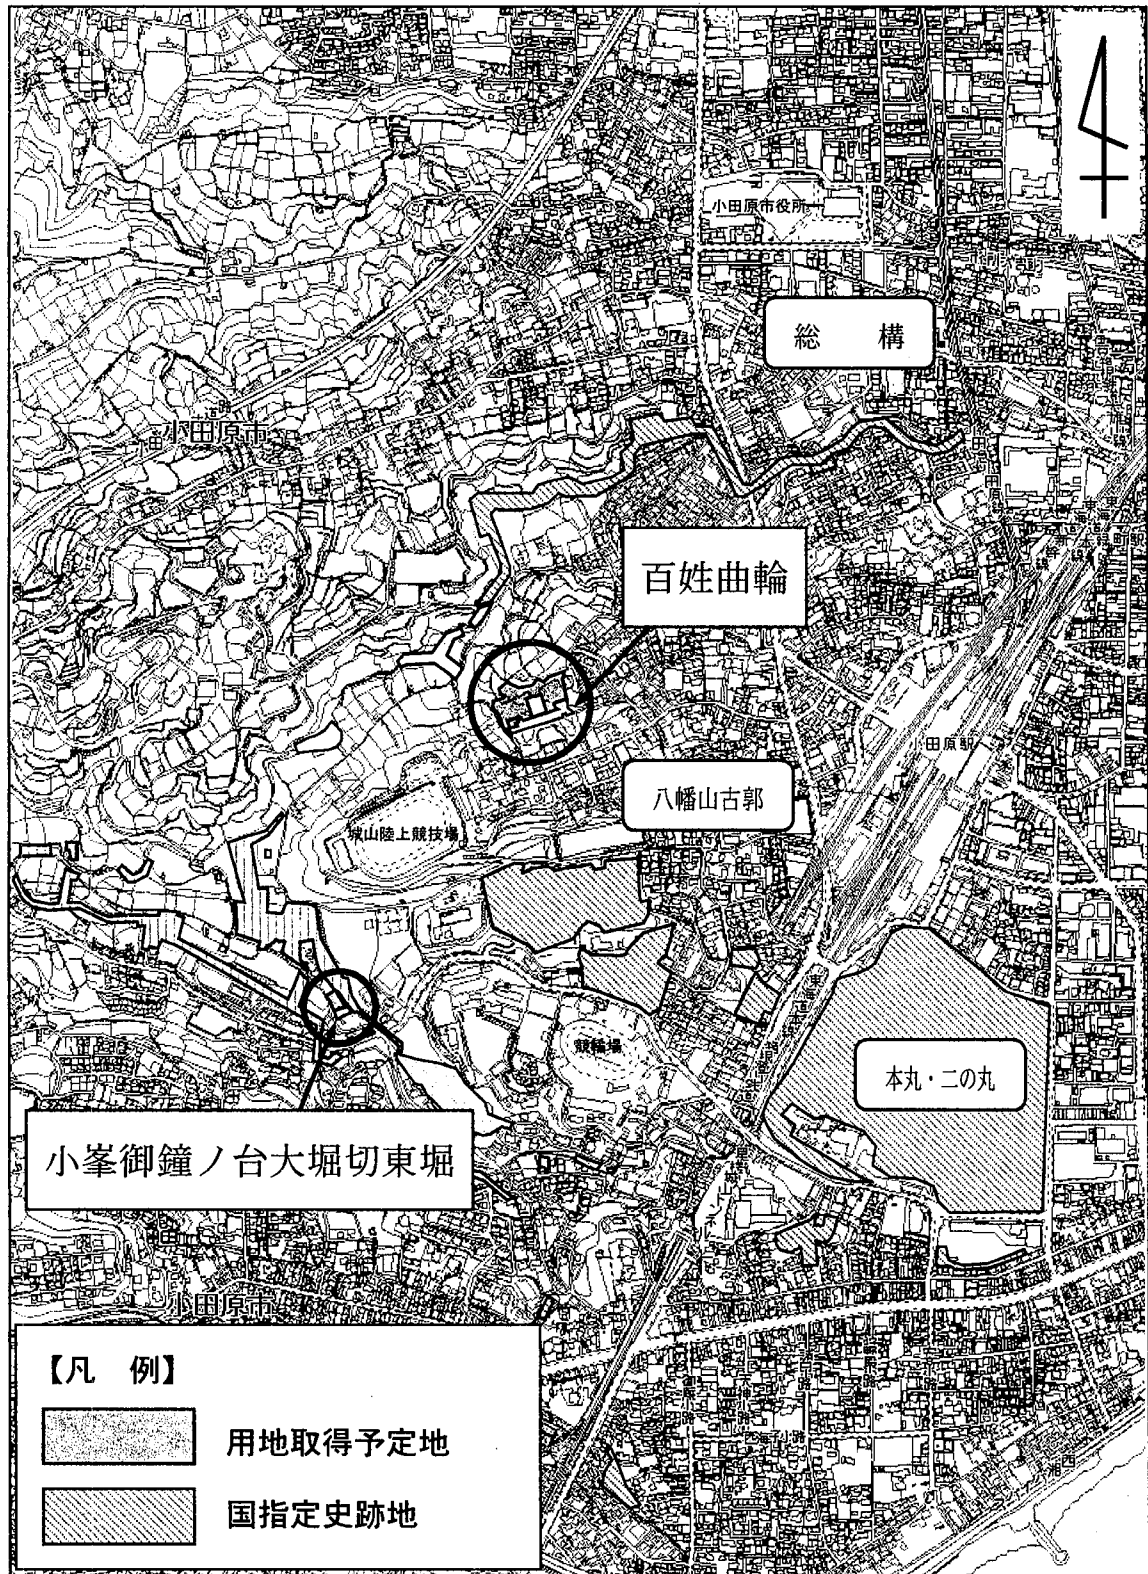 小田原市役所
総 構
小田原市
百姓曲輪
小田原駅
八幡山古郭
城山陸上競技場
競輪場
本丸・二の丸
小峯御鐘ノ台大堀切東堀
小田原市
【凡 例】
用地取得予定地
国指定史跡地